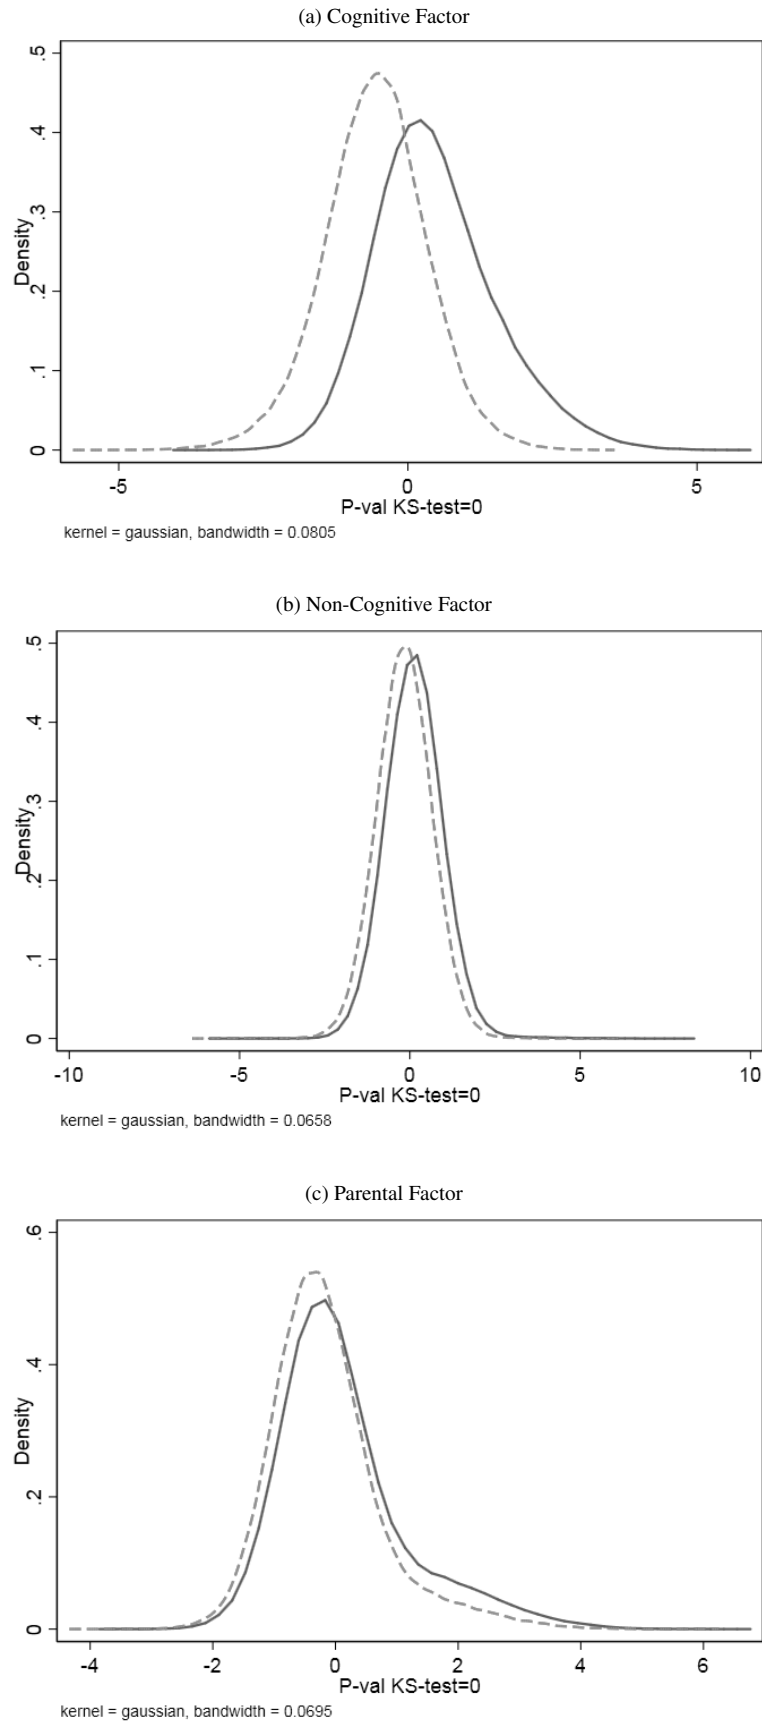 (a) Cognitive Factor
.5
.4
.3
.2
.1
0
Density
-5 0 5
P-val KS-test=0
kernel = gaussian, bandwidth = 0.0805
(b) Non-Cognitive Factor
.5
.4
.3
.2
.1
0
Density
-10 -5 0 5 10
P-val KS-test=0
kernel = gaussian, bandwidth = 0.0658
(c) Parental Factor
.6
.4
.2
0
Density
-4 -2 0 2 4 6
P-val KS-test=0
kernel = gaussian, bandwidth = 0.0695